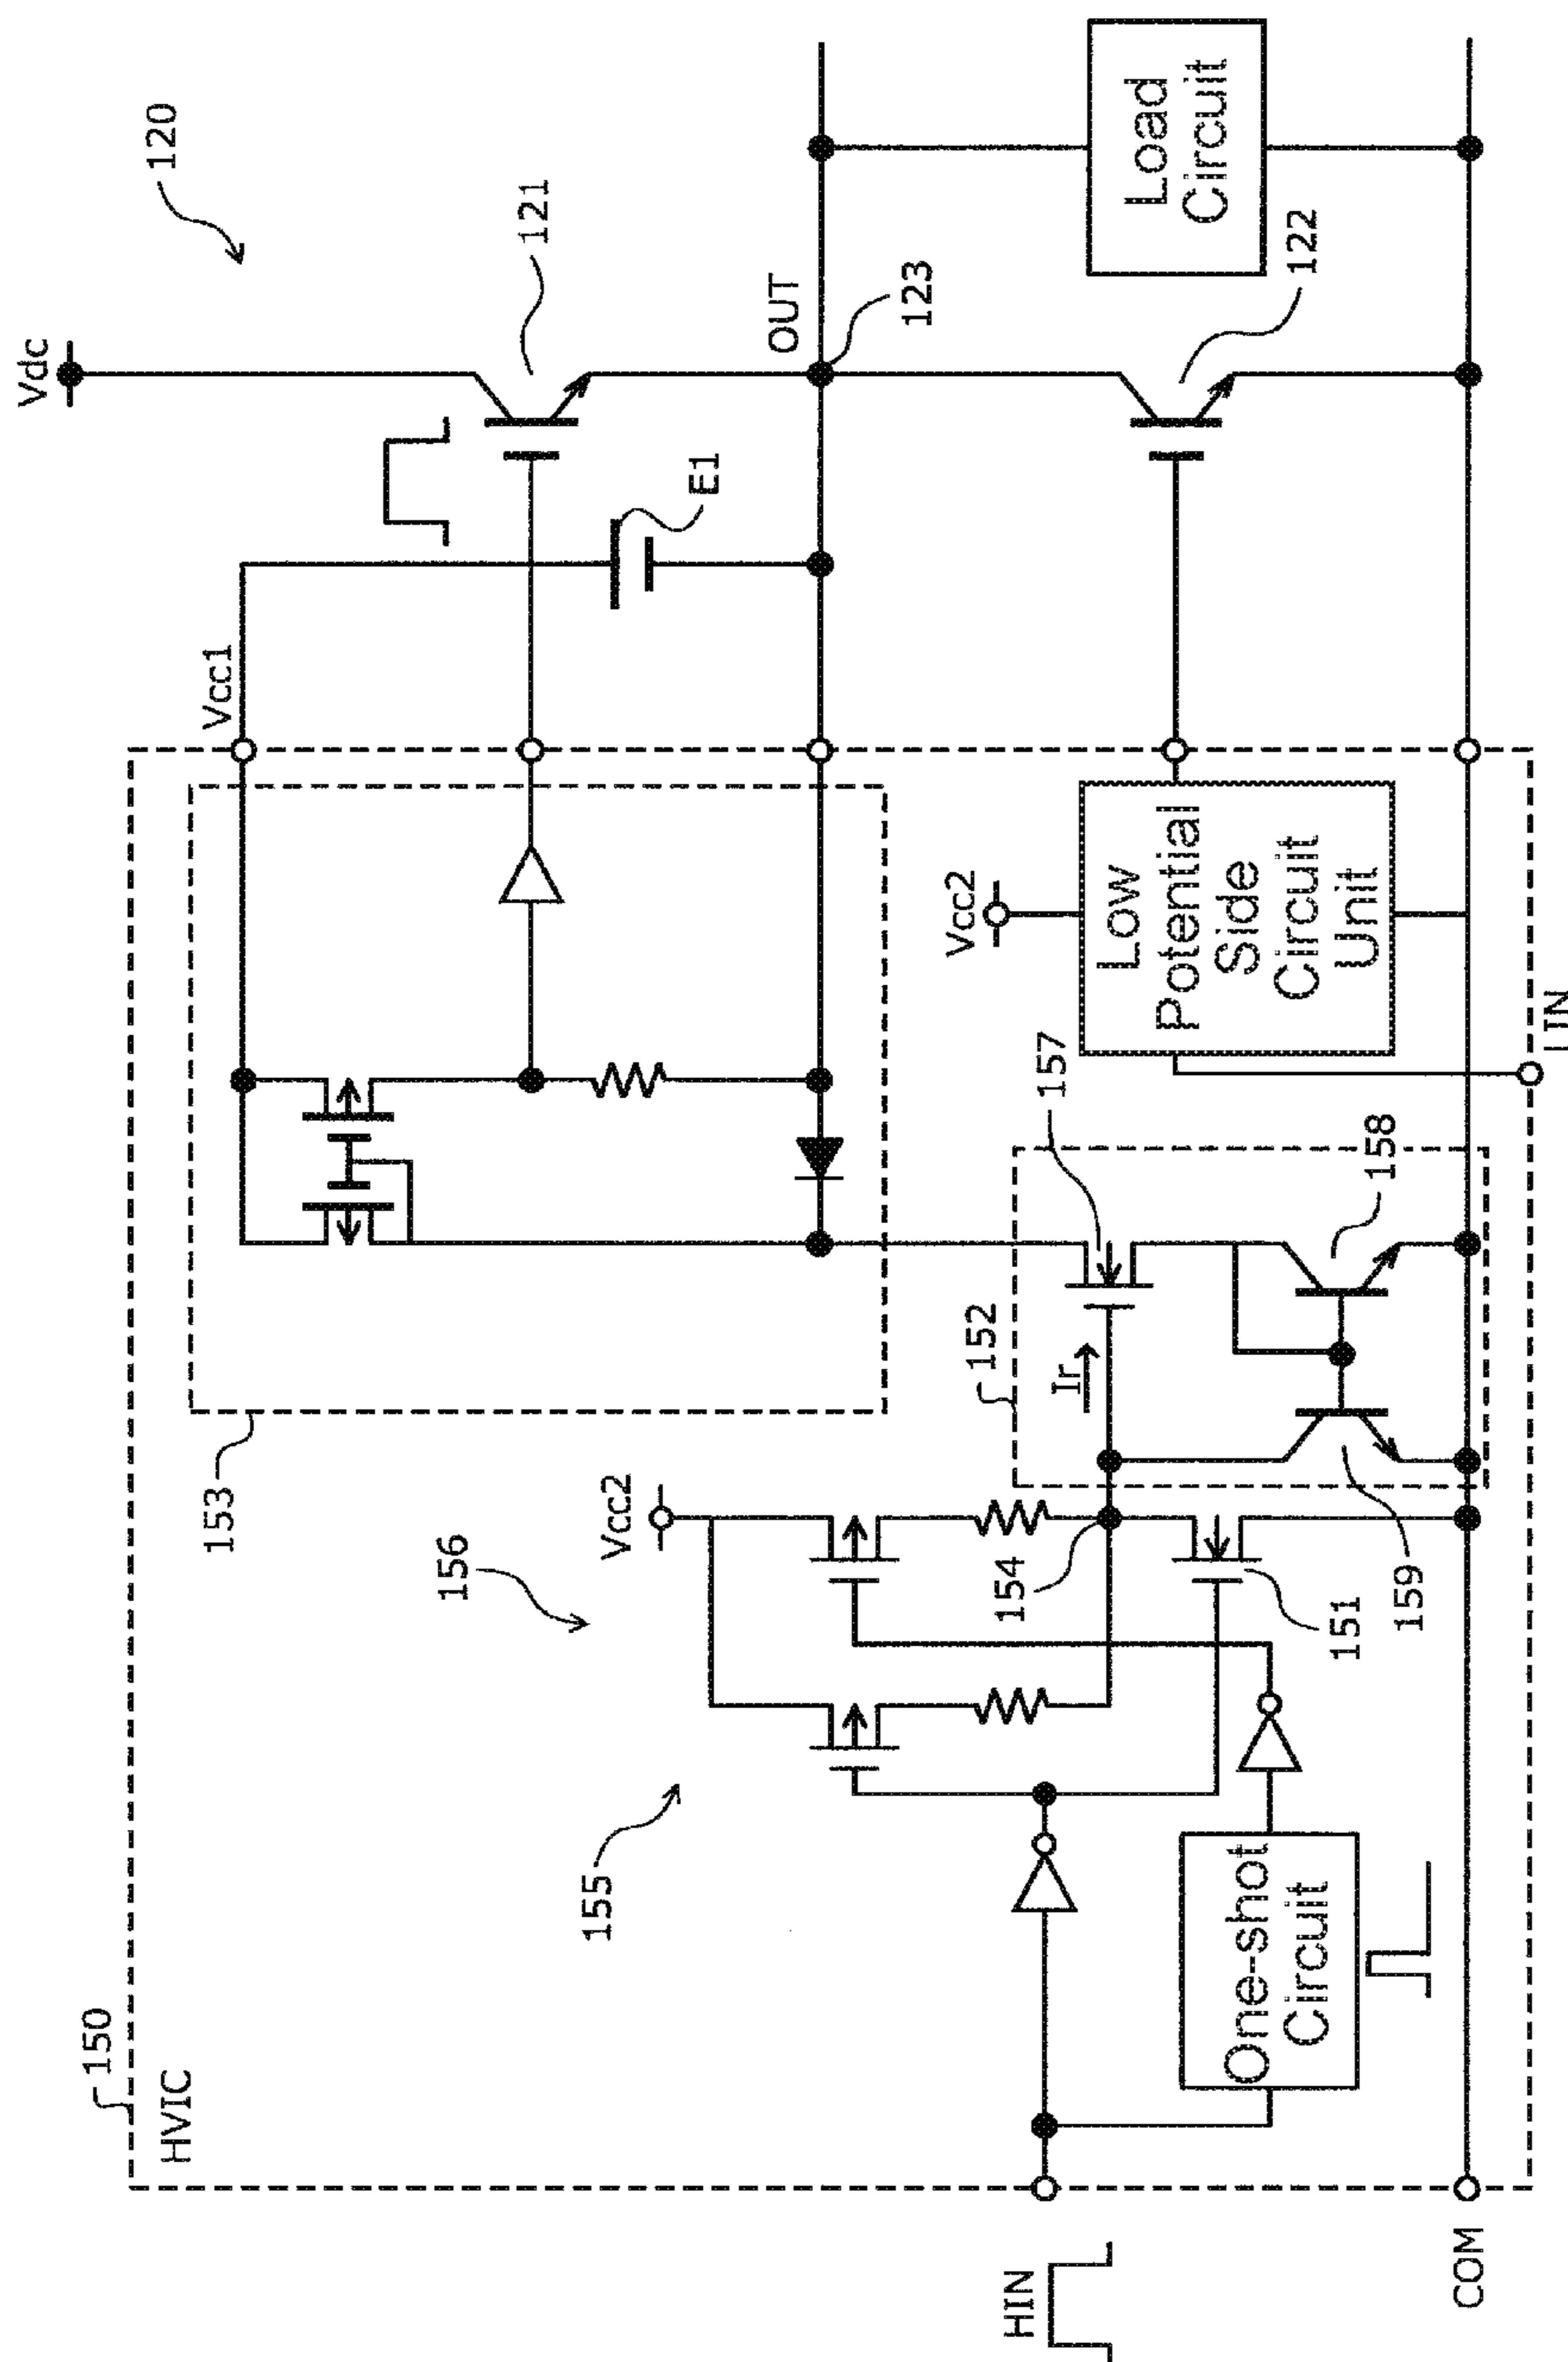 120
Vdc
121
Vcc1
E1
OUT
123
Load
Circuit
122
Vcc2
Low
Potential
Side
Circuit
Unit
LIN
153
157
158
152
Ir
156
Vcc2
154
151
159
155
One-shot
Circuit
150
HVIC
HIN
COM